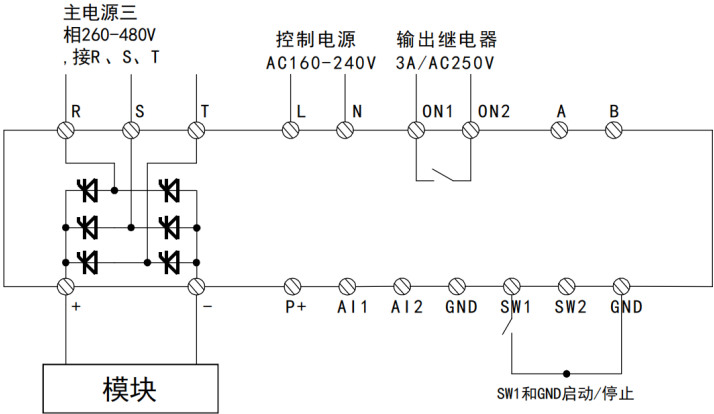 主电源三
相260-480V
,接R、S、T
控制电源
AC160-240V
输出继电器
3A/AC250V
R
S
T
L
N
ON1
ON2
A
B
+
-
P+
AI1
AI2
GND
SW1
SW2
GND
模块
SW1和GND启动/停止